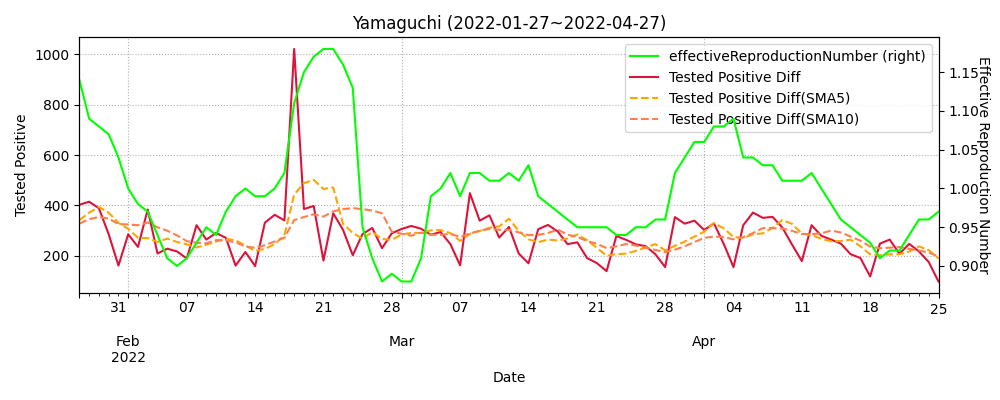 Yamaguchi (2022-01-27~2022-04-27)
effectiveReproductionNumber (right)
Tested Positive Diff
Tested Positive Diff(SMA5)
Tested Positive Diff(SMA10)
Tested Positive
1000
800
600
400
200
Effective Reproduction Number
1.15
1.10
1.05
1.00
0.95
0.90
31 07 14 21 28 07 14 21 28 04 11 18 25
Feb Mar Apr
2022
Date